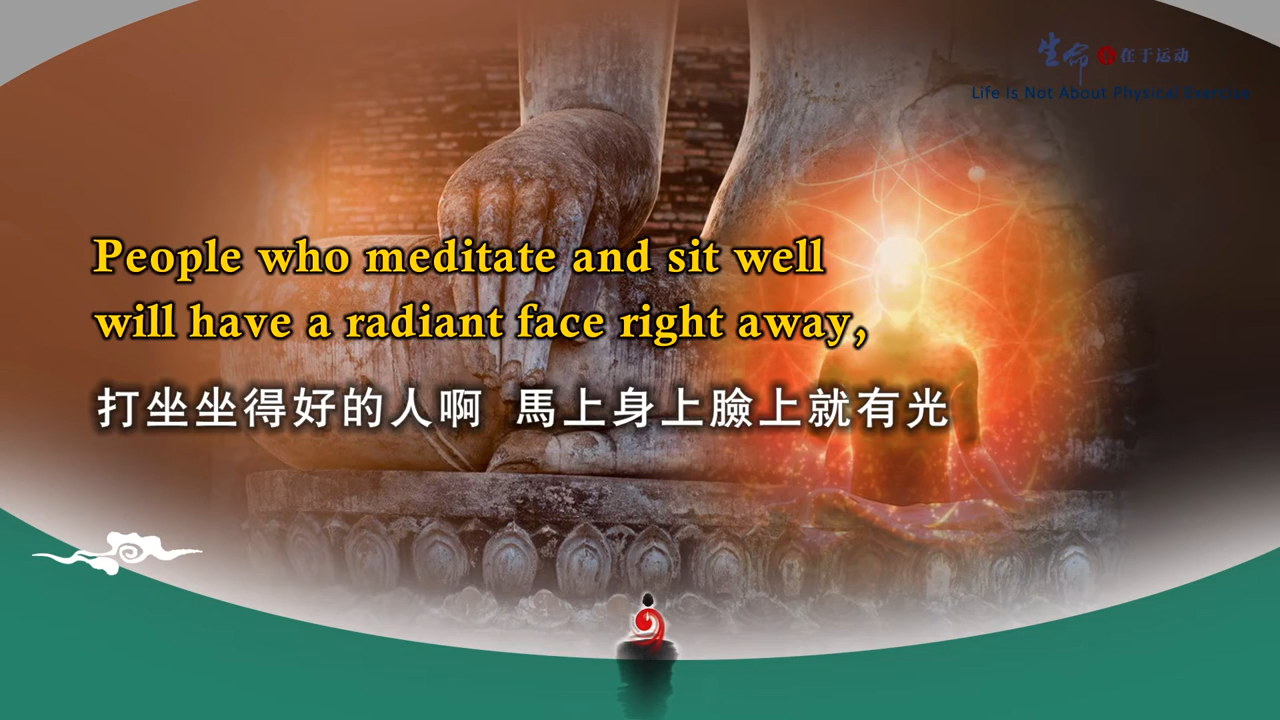 生命不在于运动
Life Is Not About Physical Exercise
People who meditate and sit well
will have a radiant face right away,
打坐坐得好的人啊 馬上身上臉上就有光